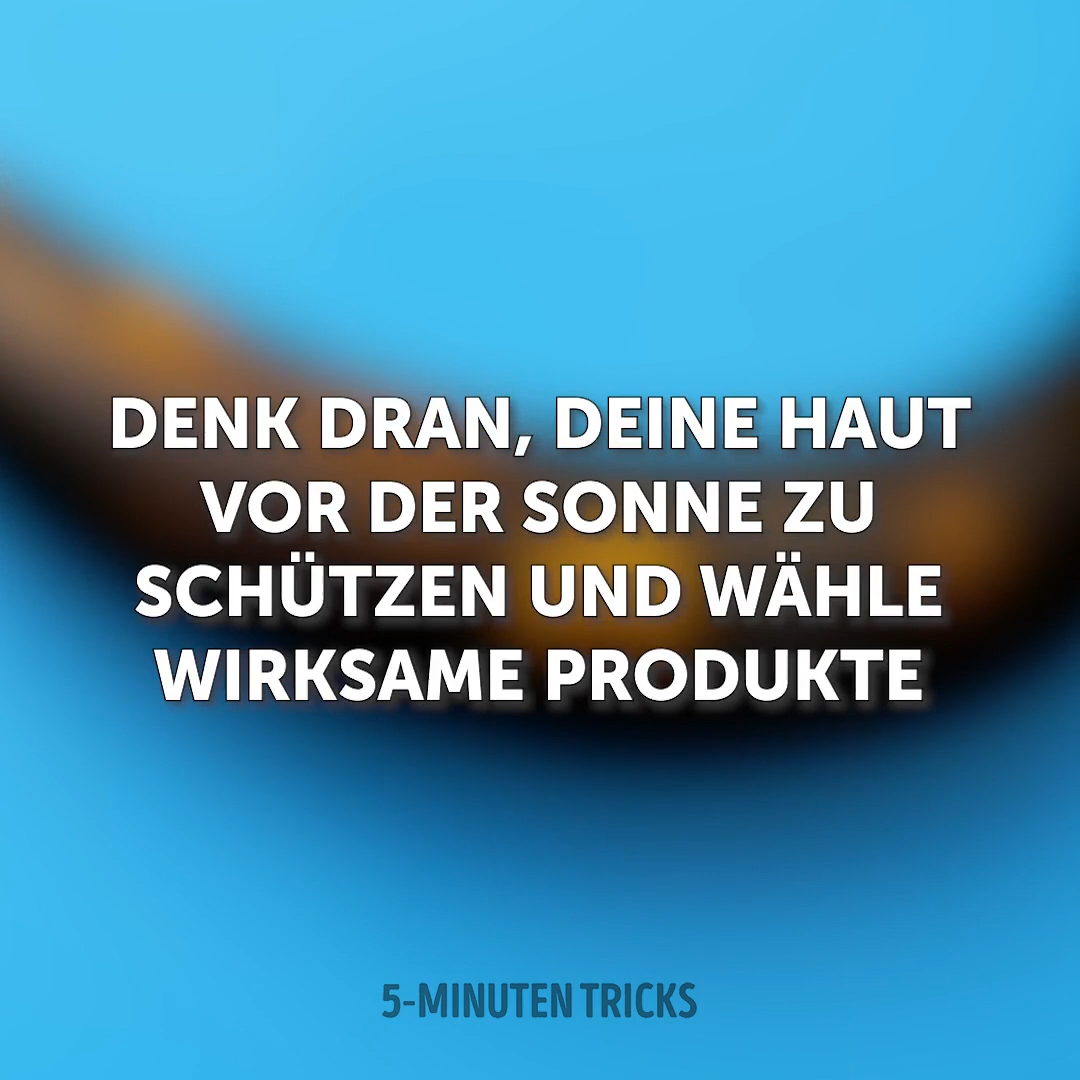 DENK DRAN, DEINE HAUT
VOR DER SONNE ZU
SCHÜTZEN UND WÄHLE
WIRKSAME PRODUKTE
5-MINUTEN TRICKS